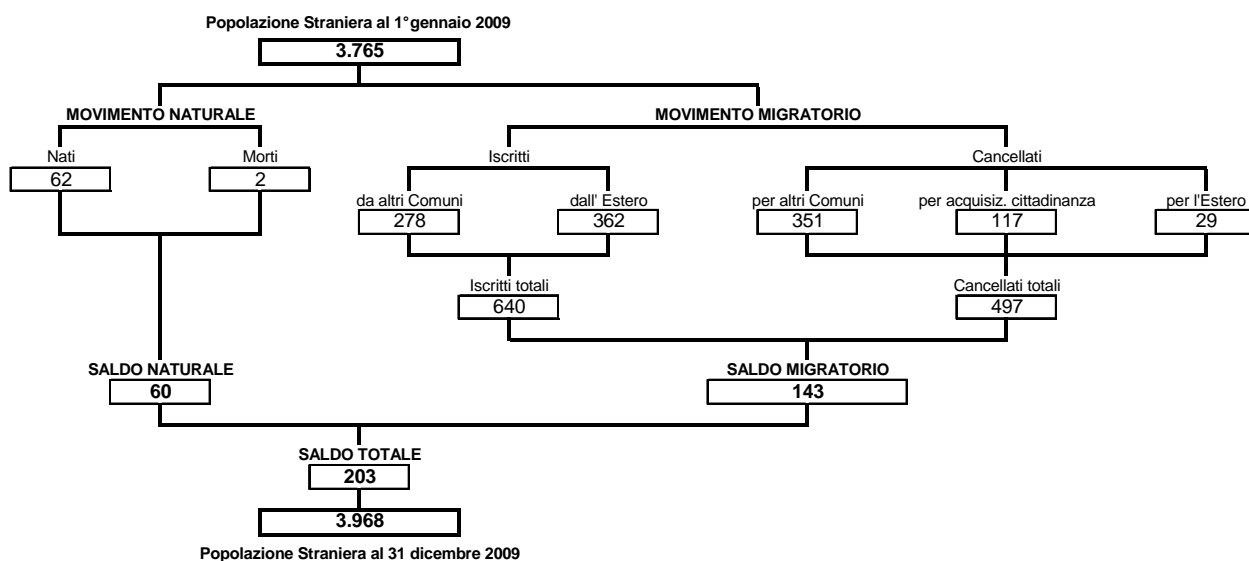 Popolazione Straniera al 1° gennaio 2009
3.765
MOVIMENTO NATURALE MOVIMENTO MIGRATORIO
Nati Morti Iscritti Cancellati
62 2
da altri Comuni dall' Estero per altri Comuni per acquisiz. cittadinanza per l'Estero
278 362 351 117 29
Iscritti totali Cancellati totali
640 497
SALDO NATURALE SALDO MIGRATORIO
60 143
SALDO TOTALE
203
3.968
Popolazione Straniera al 31 dicembre 2009